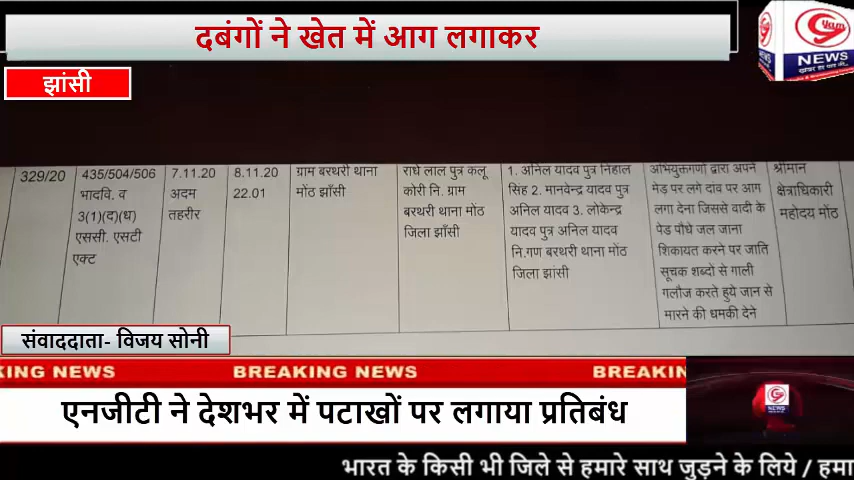 दबंगों ने खेत में आग लगाकर
yam
NEWS
NEWS
झांसी
329/20
435/504/506
भादवि. व
3(1)(द)(ध)
एससी. एसटी
एक्ट
7.11.20
अदम
तहरीर
8.11.20
22.01
ग्राम बरथरी थाना
मोंठ झाँसी
राधे लाल पुत्र कलू
कोरी नि. ग्राम
बरथरी थाना मोंठ
जिला झाँसी
1. अनिल यादव पुत्र निहाल
सिंह 2. मानवेन्द्र यादव पुत्र
अनिल यादव 3. लोकेन्द्र
यादव पुत्र अनिल यादव
नि.गण बरथरी थाना मोंठ
जिला झाँसी
अभियुक्तगणों द्वारा अपने
मेड़ पर लगे दांव पर आग
लगा देना जिससे वादी के
पेड पौधे जल जाना
शिकायत करने पर जाति
सूचक शब्दों से गाली
गलौज करते हुये जान से
मारने की धमकी देने
श्रीमान
क्षेत्राधिकारी
महोदय मोंठ
संवाददाता- विजय सोनी
KING NEWS BREAKING NEWS BREAKIN
एनजीटी ने देशभर में पटाखों पर लगाया प्रतिबंध
NEWS
भारत के किसी भी जिले से हमारे साथ जुड़ने के लिये / हमा